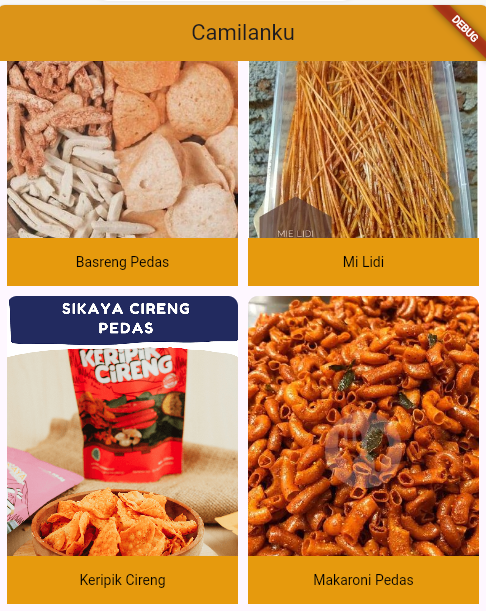 Camilanku
DEBUG
MIE LIDI
Basreng Pedas
Mi Lidi
SIKAYA CIRENG
PEDAS
KERIPIK
CIRENG
Keripik Cireng
Makaroni Pedas